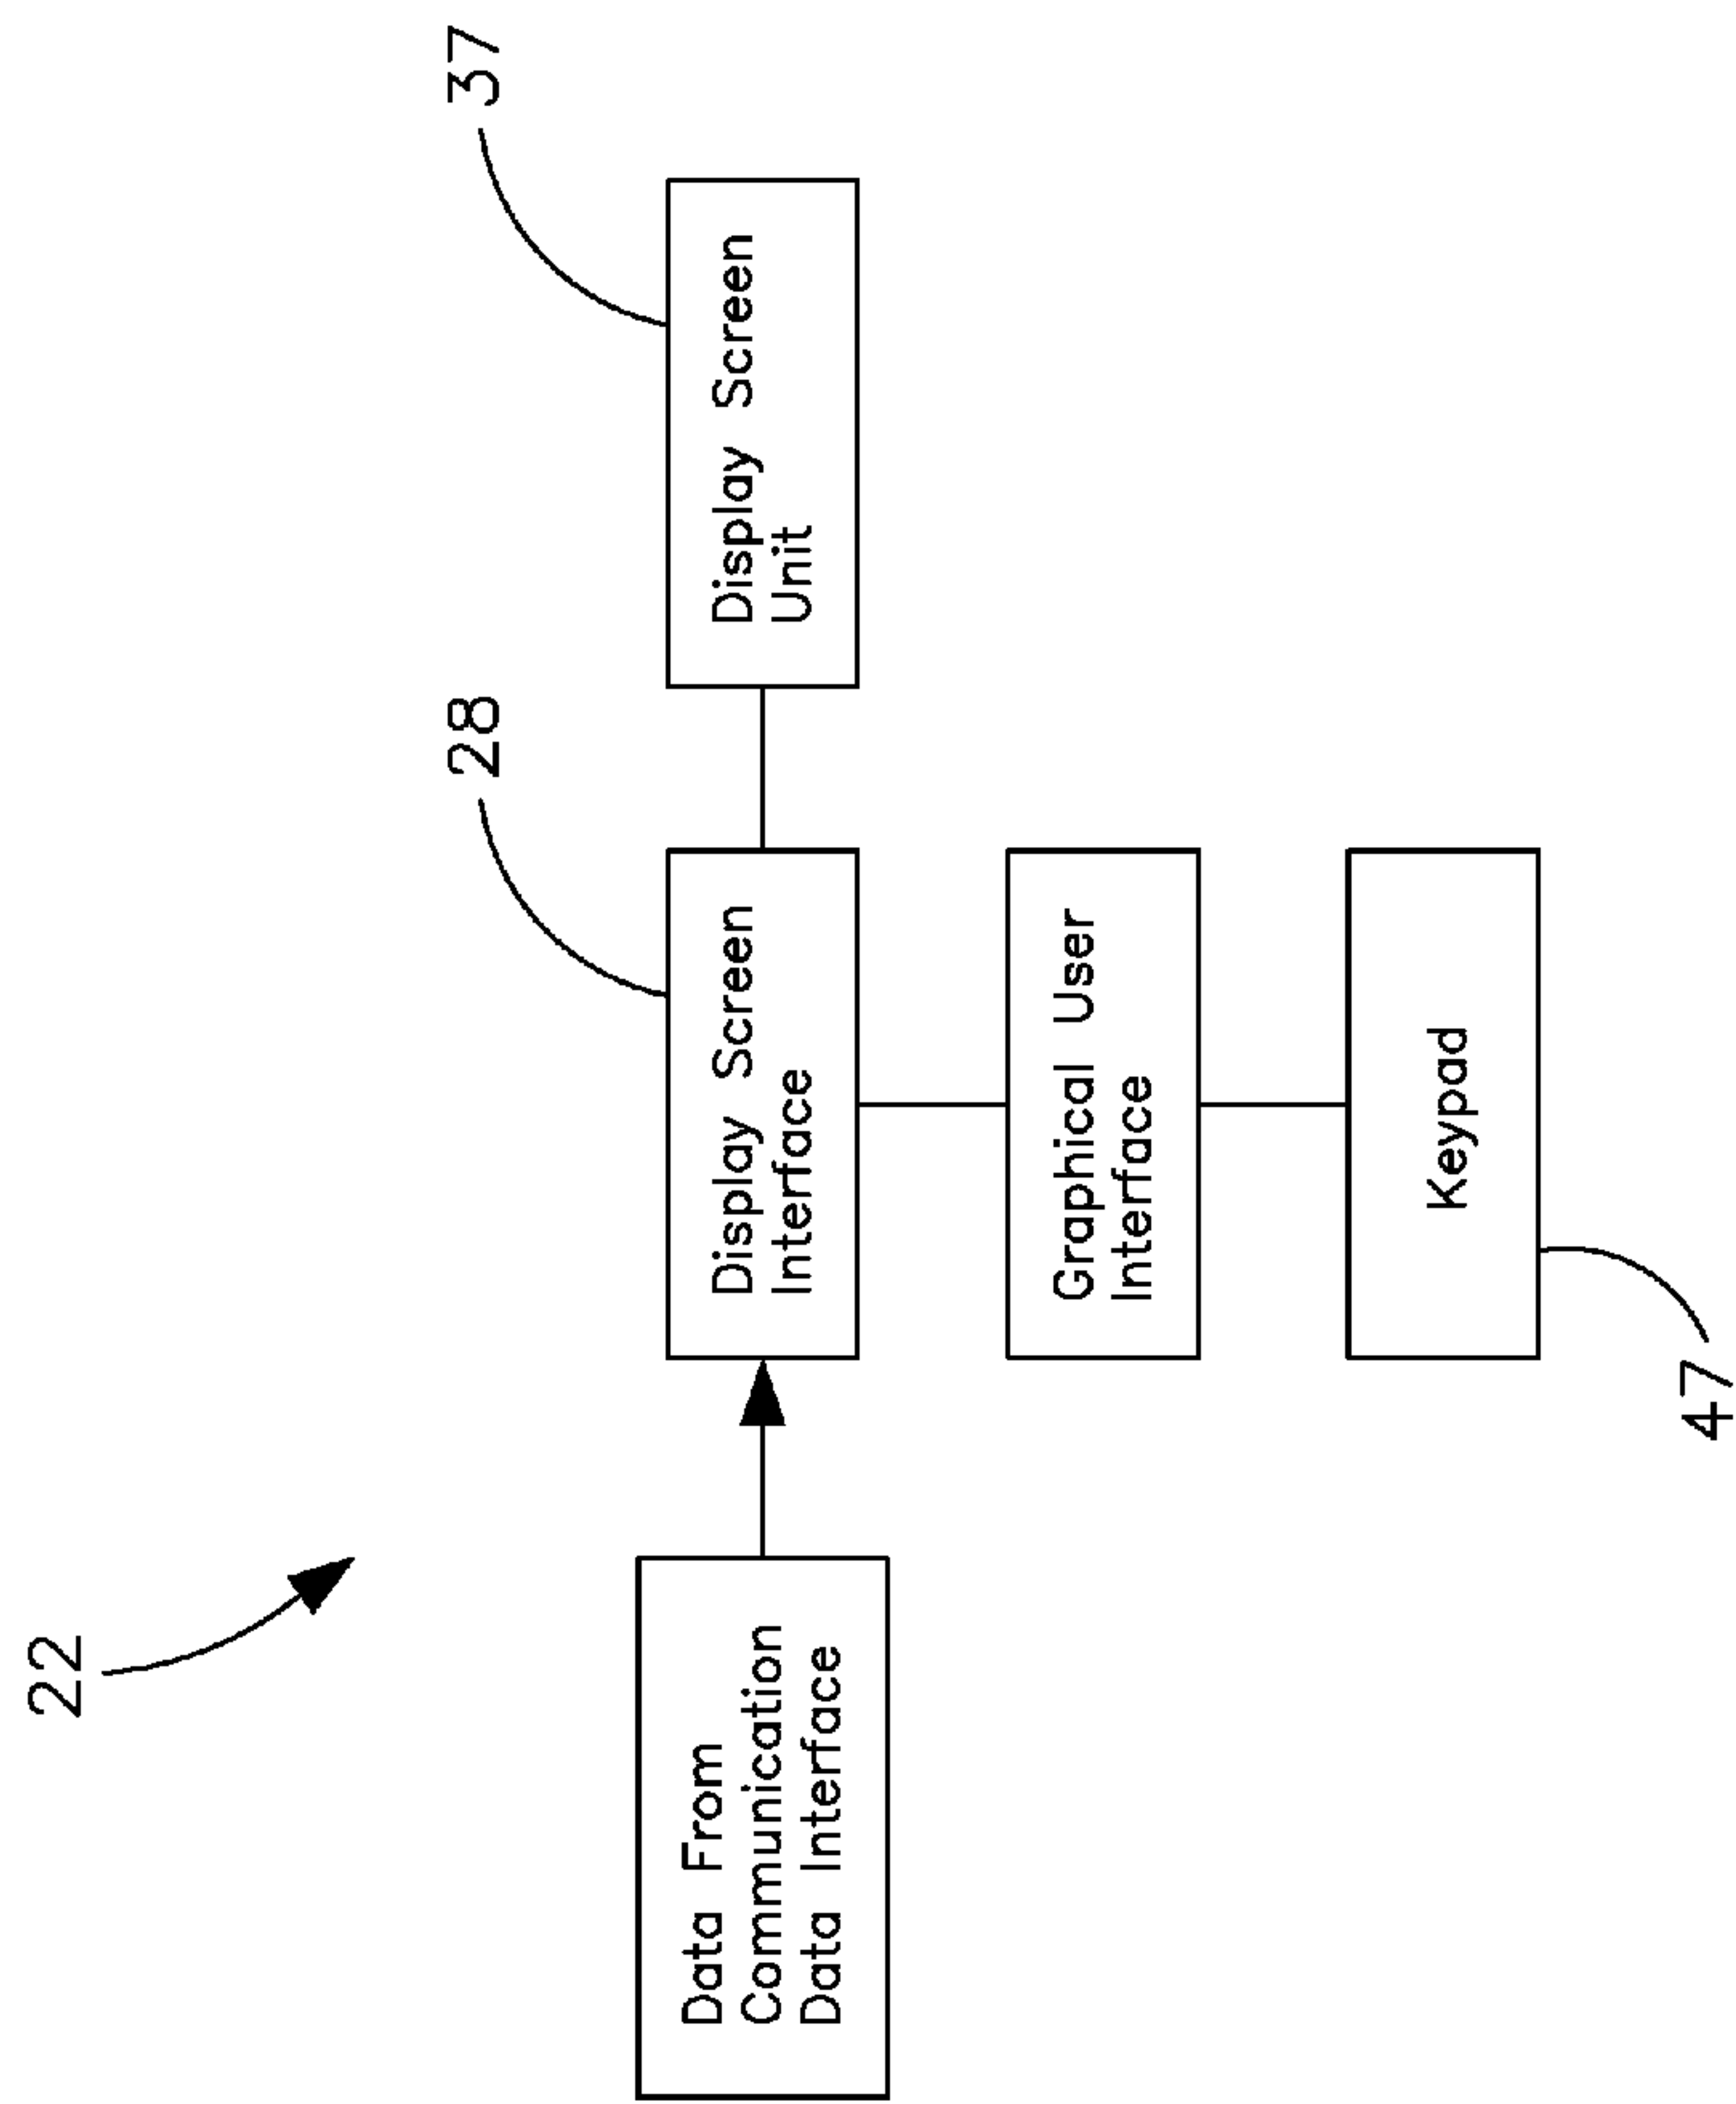 22
28
37
Data From
Communication
Data Interface
Display Screen
Interface
Display Screen
Unit
Graphical User
Interface
Keypad
47